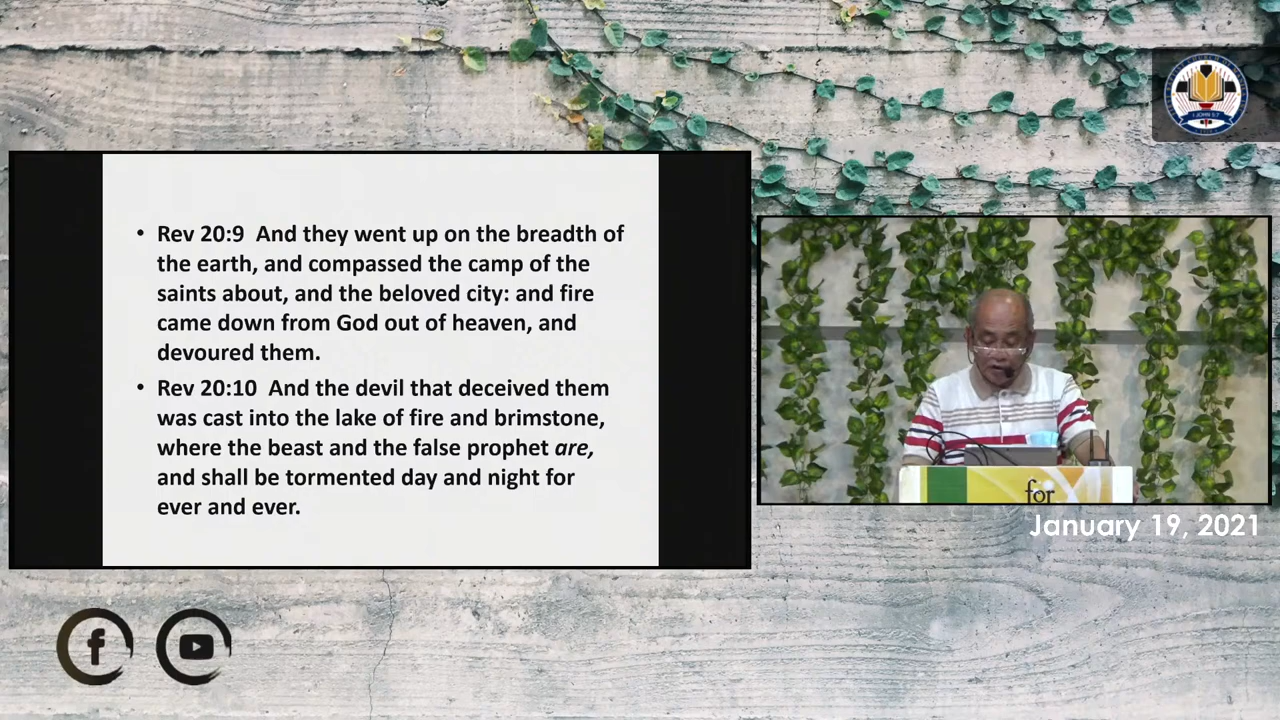 • Rev 20:9 And they went up on the breadth of
the earth, and compassed the camp of the
saints about, and the beloved city: and fire
came down from God out of heaven, and
devoured them.
• Rev 20:10 And the devil that deceived them
was cast into the lake of fire and brimstone,
where the beast and the false prophet are,
and shall be tormented day and night for
ever and ever.
I JOHN 5:7
for
January 19, 2021